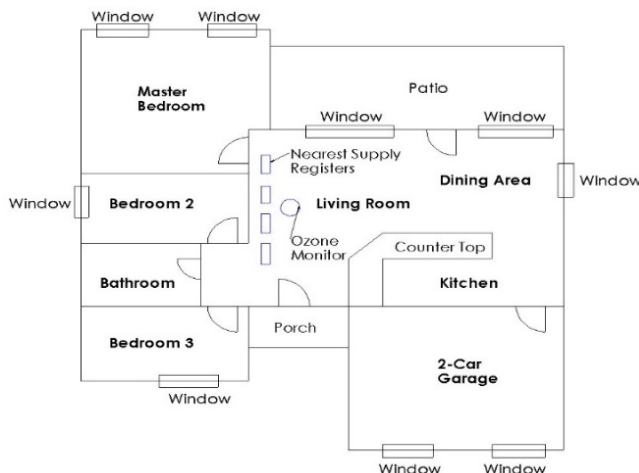 Window
Window
Master
Bedroom
Patio
Window
Window
Nearest Supply
Registers
Dining Area
Window
Window
Bedroom 2
Living Room
Ozone
Monitor
Counter Top
Bathroom
Kitchen
Porch
Bedroom 3
2-Car
Garage
Window
Window
Window